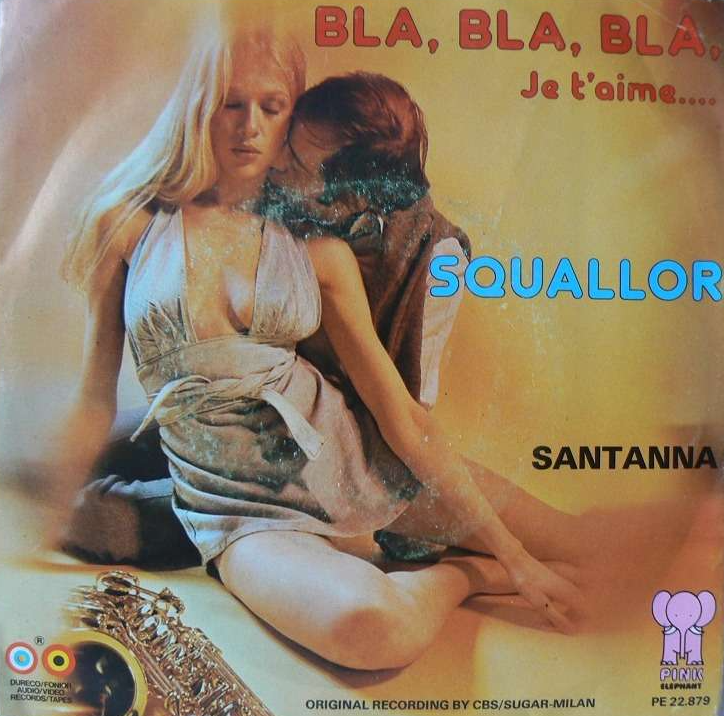 BLA, BLA, BLA,
Je t'aime....
SQUALLOR
SANTANNA
®
DURECO/FONIOR
AUDIO/VIDEO
RECORDS/TAPES
ORIGINAL RECORDING BY CBS/SUGAR-MILAN
PINK
ELEPHANT
PE 22.879